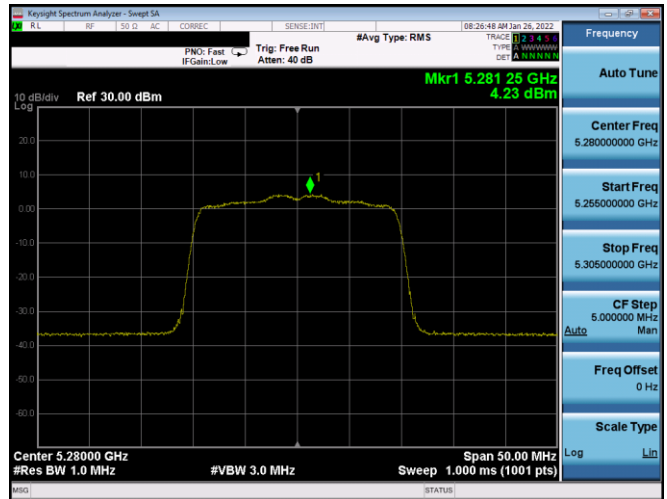 Keysight Spectrum Analyzer - Swept SA
RL RF 50 Ω AC CORREC SENSE:INT 08:26:48 AM Jan 26, 2022
#Avg Type: RMS TRACE 1 2 3 4 5 6
PNO: Fast Trig: Free Run TYPE A WWWWW
IFGain:Low Atten: 40 dB DET A N N N N N
Mkr1 5.281 25 GHz
10 dB/div Ref 30.00 dBm 4.23 dBm
Log
20.0
10.0
1
0.00
-10.0
-20.0
-30.0
-40.0
-50.0
-60.0
Center 5.28000 GHz Span 50.00 MHz
#Res BW 1.0 MHz #VBW 3.0 MHz Sweep 1.000 ms (1001 pts)
MSG STATUS
Frequency
Auto Tune
Center Freq
5.280000000 GHz
Start Freq
5.255000000 GHz
Stop Freq
5.305000000 GHz
CF Step
5.000000 MHz
Auto Man
Freq Offset
0 Hz
Scale Type
Log Lin